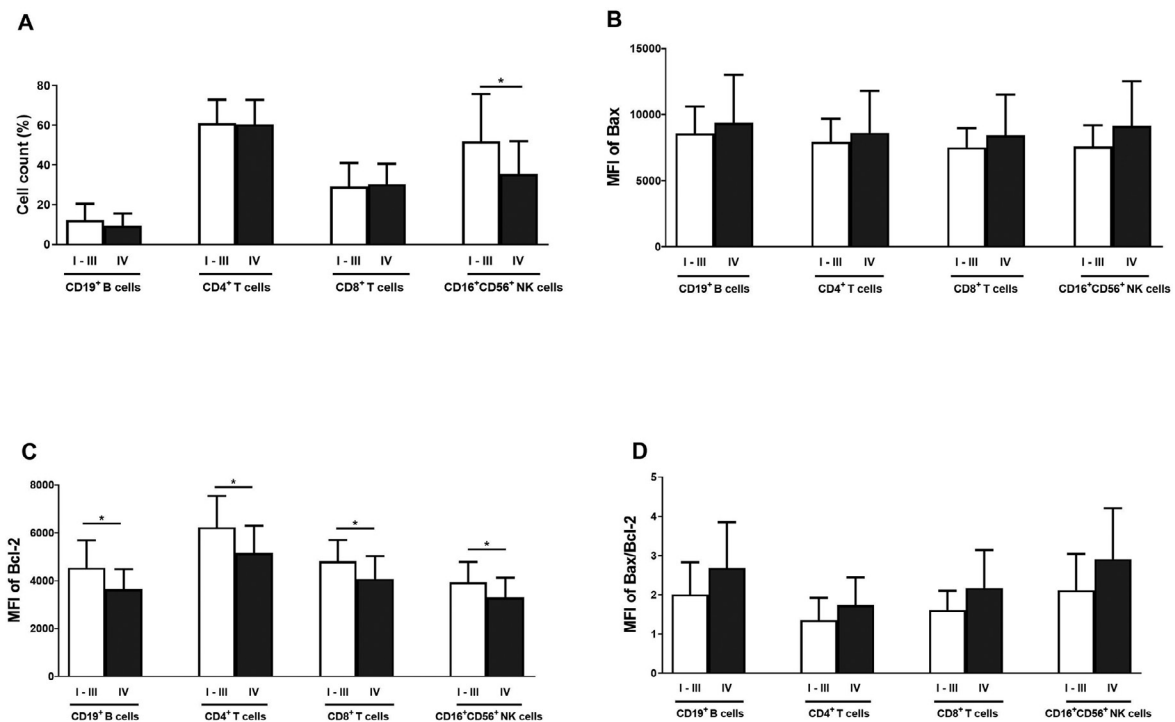 A
Cell count (%)
80
60
40
20
0
*
I - III IV I - III IV I - III IV I - III IV
CD19⁺ B cells CD4⁺ T cells CD8⁺ T cells CD16⁺CD56⁺ NK cells
B
MFI of Bax
15000
10000
5000
0
I - III IV I - III IV I - III IV I - III IV
CD19⁺ B cells CD4⁺ T cells CD8⁺ T cells CD16⁺CD56⁺ NK cells
C
MFI of Bcl-2
8000
6000
4000
2000
0
* * * *
I - III IV I - III IV I - III IV I - III IV
CD19⁺ B cells CD4⁺ T cells CD8⁺ T cells CD16⁺CD56⁺ NK cells
D
MFI of Bax/Bcl-2
5
4
3
2
1
0
I - III IV I - III IV I - III IV I - III IV
CD19⁺ B cells CD4⁺ T cells CD8⁺ T cells CD16⁺CD56⁺ NK cells